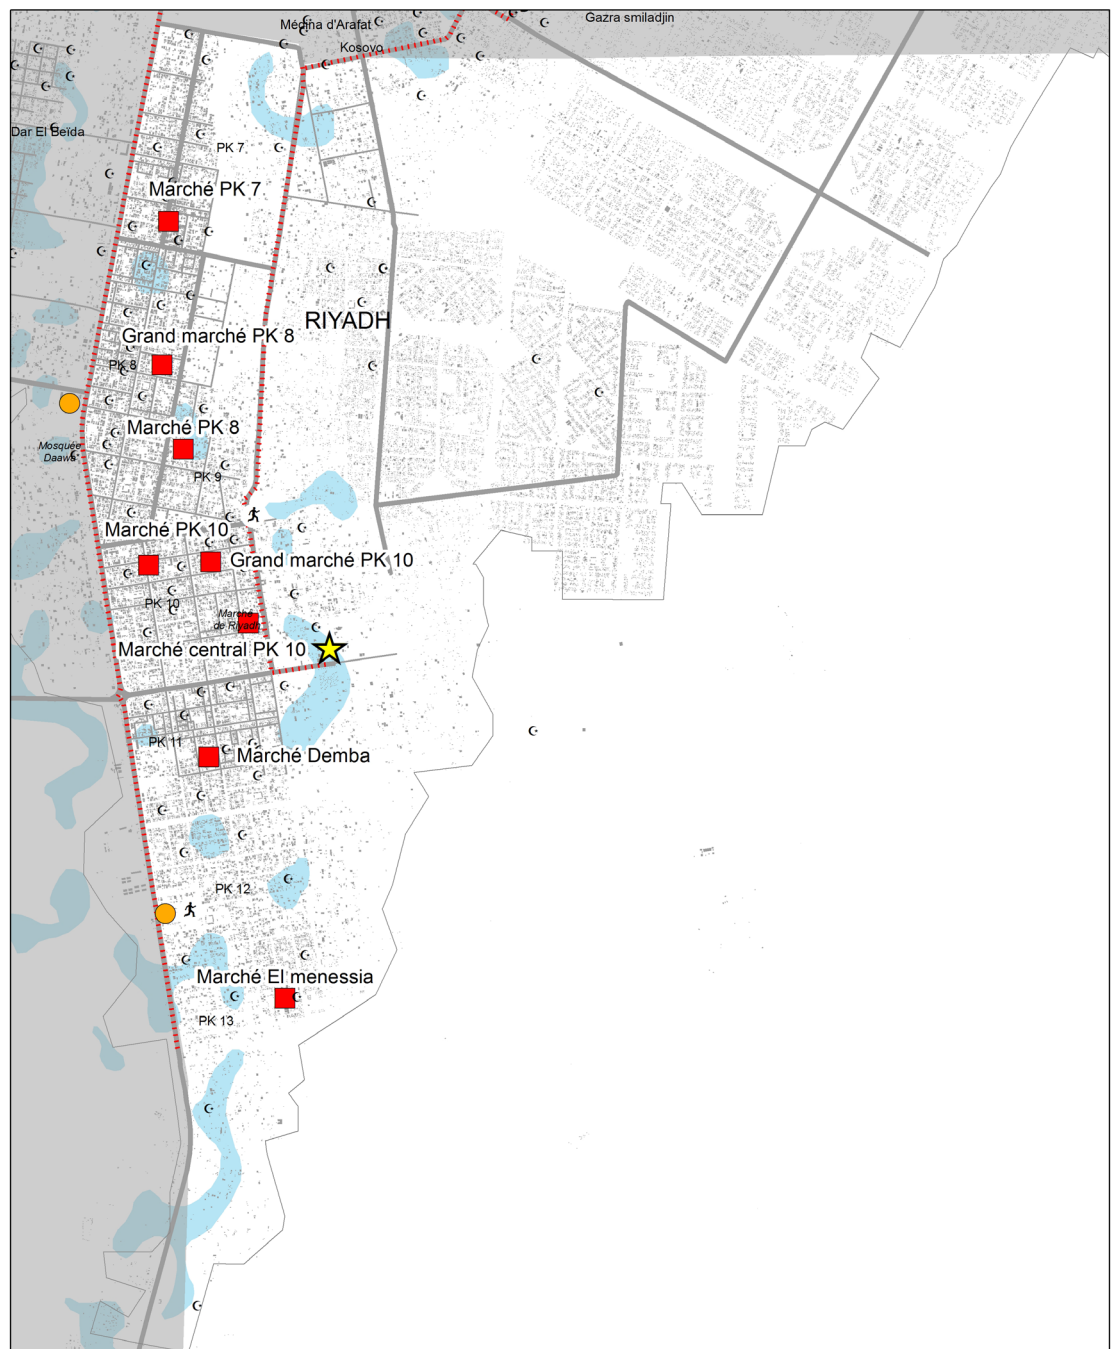 Gazra smiladjin
Médina d'Arafat
Kosovo
Dar El Beïda
PK 7
Marché PK 7
RIYADH
Grand marché PK 8
PK 8
Marché PK 8
Mosquée
Daawa
PK 9
Marché PK 10
Grand marché PK 10
PK 10
Marché
de Riyadh
Marché central PK 10
PK 11
Marché Demba
PK 12
Marché El menessia
PK 13